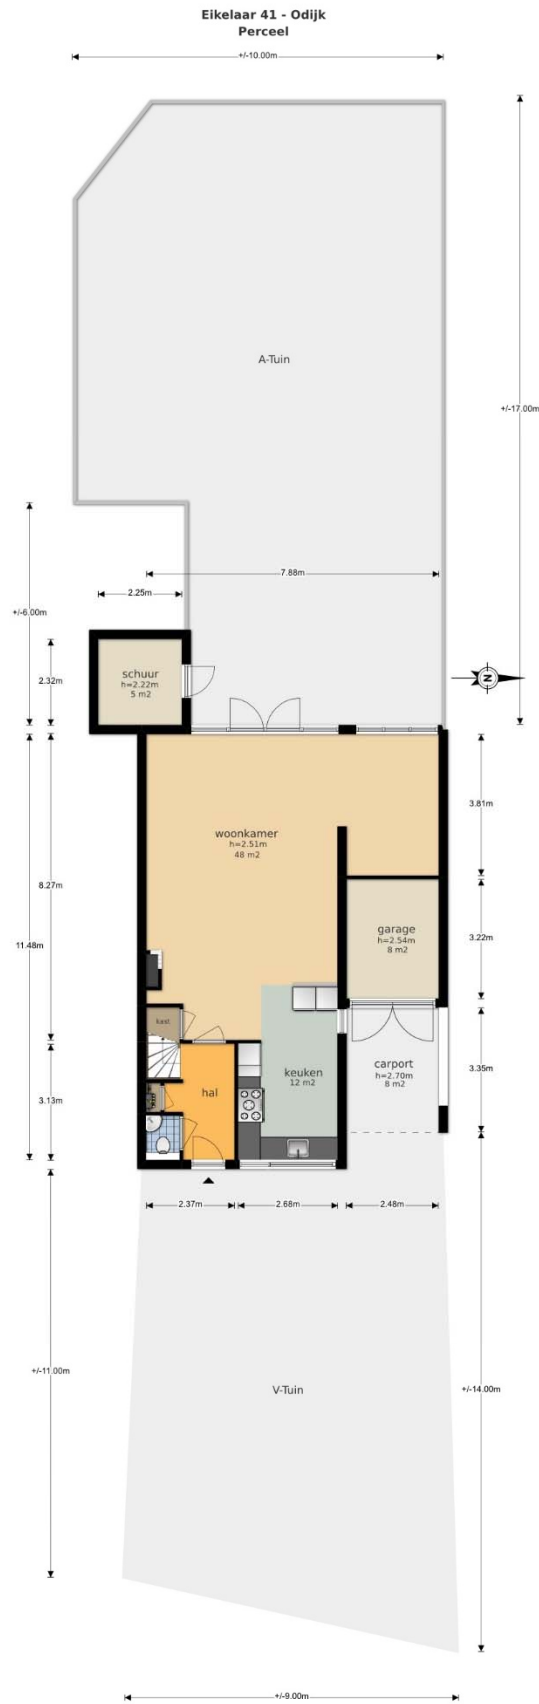 Eikelaar 41 - Odijk
Perceel
+/-10.00m
A-Tuin
+/-17.00m
7.88m
2.25m
+/-6.00m
schuur
h=2.22m
5 m2
2.32m
N
woonkamer
h=2.51m
48 m2
3.81m
8.27m
garage
h=2.54m
8 m2
3.22m
11.48m
kast
keuken
12 m2
carport
h=2.70m
8 m2
3.35m
hal
3.13m
2.37m
2.68m
2.48m
+/-11.00m
V-Tuin
+/-14.00m
+/-9.00m